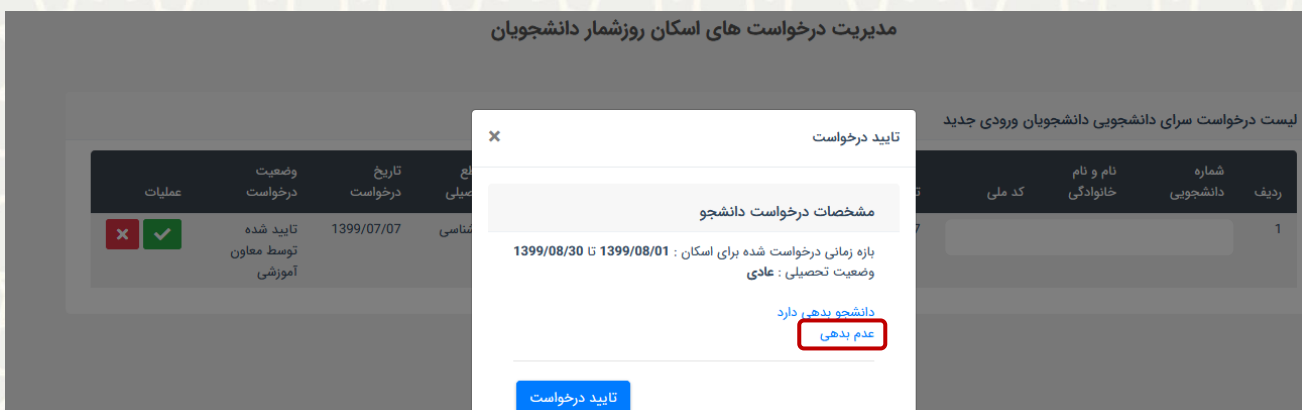 مدیریت درخواست های اسکان روزشمار دانشجویان
لیست درخواست سرای دانشجویی دانشجویان ورودی جدید
تایید درخواست
×
ردیف
شماره دانشجویی
نام و نام خانوادگی
کد ملی
تاریخ درخواست
وضعیت درخواست
عملیات
1
1399/07/07
تایید شده توسط معاون آموزشی
مشخصات درخواست دانشجو
بازه زمانی درخواست شده برای اسکان : 1399/08/01 تا 1399/08/30
وضعیت تحصیلی : عادی
دانشجو بدهی دارد
عدم بدهی
تایید درخواست